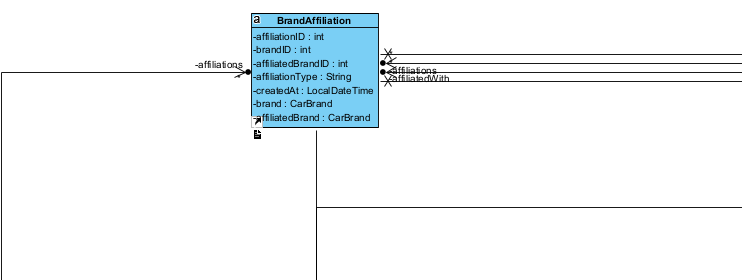 a
BrandAffiliation
-affiliationID : int
-brandID : int
-affiliatedBrandID : int
-affiliationType : String
-createdAt : LocalDateTime
-brand : CarBrand
-affiliatedBrand : CarBrand
-affiliations
-affiliations
-affiliatedWith